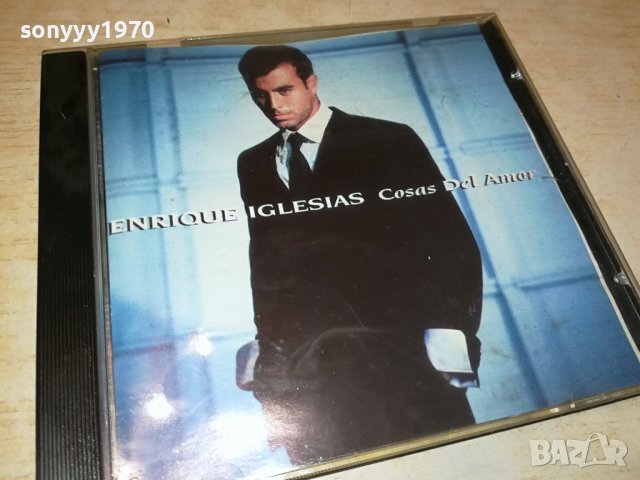 sonyyy1970
ENRIQUE IGLESIAS Cosas Del Amor
BAZAR